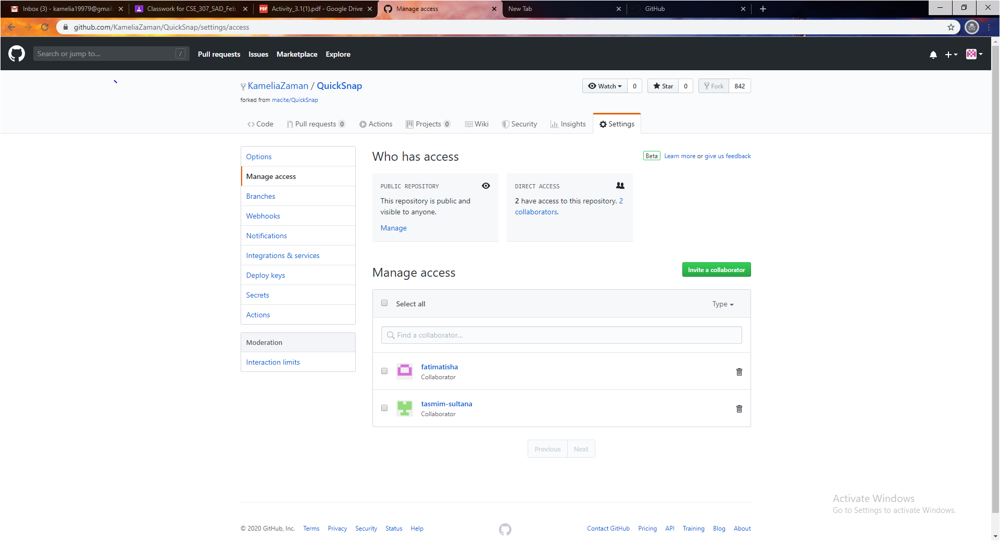 Inbox (3) - kamelia19979@gmail
Classwork for CSE_307_SAD_Feb_
PDF Activity_3.1(1).pdf - Google Drive
Manage access
New Tab
GitHub
github.com/KameliaZaman/QuickSnap/settings/access
Search or jump to... /
Pull requests Issues Marketplace Explore
KameliaZaman / QuickSnap
Watch 0 Star 0 Fork 842
forked from macite/QuickSnap
Code Pull requests 0 Actions Projects 0 Wiki Security Insights Settings
Options
Manage access
Branches
Webhooks
Notifications
Integrations & services
Deploy keys
Secrets
Actions
Moderation
Interaction limits
Who has access
Beta Learn more or give us feedback
PUBLIC REPOSITORY
This repository is public and
visible to anyone.
Manage
DIRECT ACCESS
2 have access to this repository. 2
collaborators.
Manage access
Invite a collaborator
Select all
Type
Find a collaborator...
fatimatisha
Collaborator
tasmim-sultana
Collaborator
Previous Next
Activate Windows
Go to Settings to activate Windows.
© 2020 GitHub, Inc. Terms Privacy Security Status Help
Contact GitHub Pricing API Training Blog About